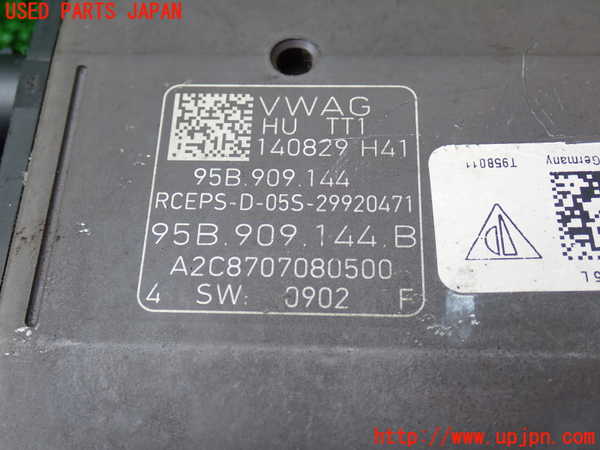 USED PARTS JAPAN
VWAG
HU TT1
140829 H41
95B.909.144
RCEPS-D-05S-29920471
95B.909.144.B
A2C8707080500
4 SW: 0902 F
T958011
Germany
5 L
http://www.upjpn.com